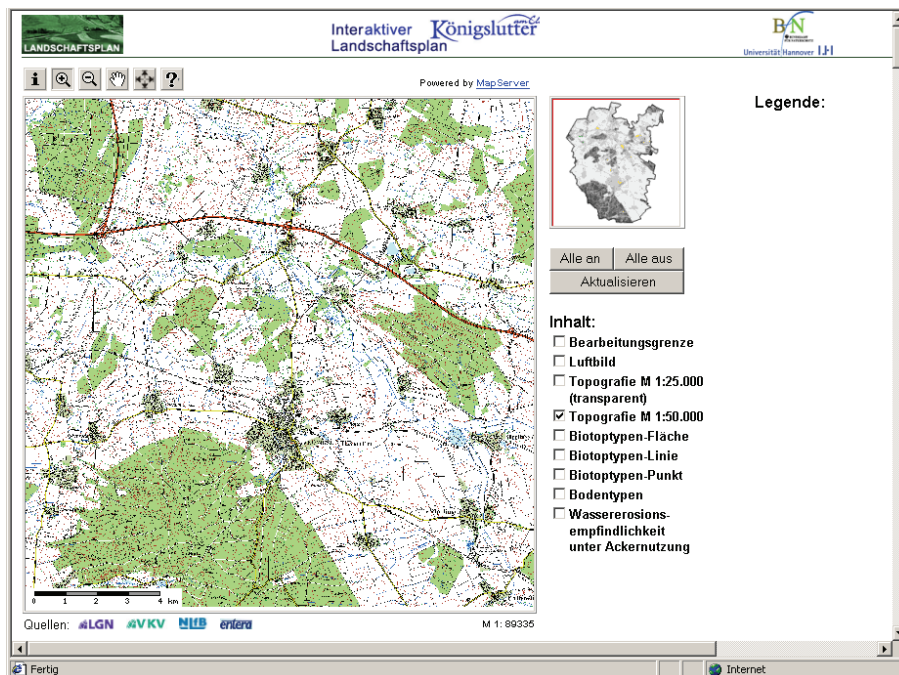 LANDSCHAFTSPLAN
Interaktiver
Landschaftsplan
Königslutter
am Elm
BfN
Universität Hannover
Powered by MapServer
Legende:
Alle an
Alle aus
Aktualisieren
Inhalt:
Bearbeitungsgrenze
Luftbild
Topografie M 1:25.000
(transparent)
Topografie M 1:50.000
Biotoptypen-Fläche
Biotoptypen-Linie
Biotoptypen-Punkt
Bodentypen
Wassererosions-
empfindlichkeit
unter Ackernutzung
0 1 2 3 4 km
Quellen: LGN VKV NLfB entera
M 1: 89335
Fertig
Internet